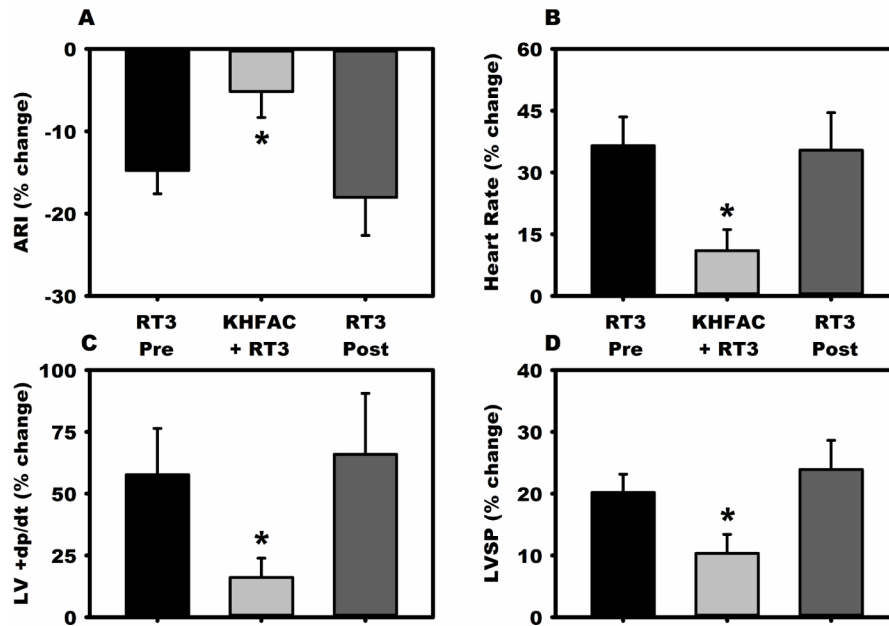 A
0
-10
-20
-30
ARI (% change)
*
RT3 Pre
KHFAC + RT3
RT3 Post
B
60
45
30
15
0
Heart Rate (% change)
*
RT3 Pre
KHFAC + RT3
RT3 Post
C
100
75
50
25
0
LV +dp/dt (% change)
*
D
40
30
20
10
0
LVSP (% change)
*